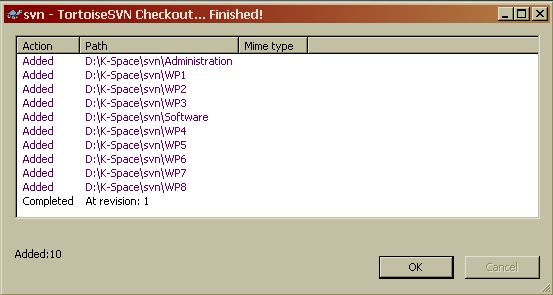 svn - TortoiseSVN Checkout... Finished!
Action Path Mime type
Added D:\K-Space\svn\Administration
Added D:\K-Space\svn\WP1
Added D:\K-Space\svn\WP2
Added D:\K-Space\svn\WP3
Added D:\K-Space\svn\Software
Added D:\K-Space\svn\WP4
Added D:\K-Space\svn\WP5
Added D:\K-Space\svn\WP6
Added D:\K-Space\svn\WP7
Added D:\K-Space\svn\WP8
Completed At revision: 1
Added:10
OK Cancel